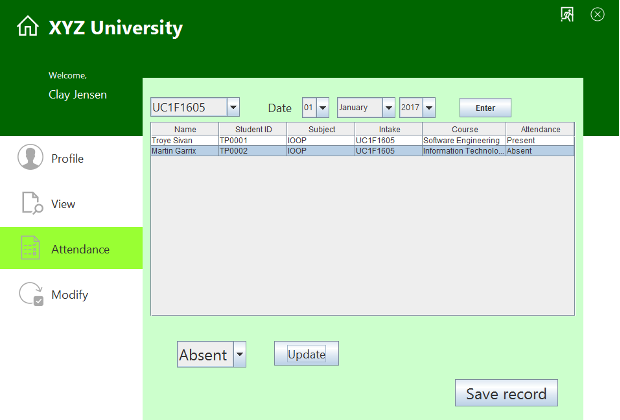 XYZ University
Welcome,
Clay Jensen
UC1F1605 Date 01 January 2017 Enter
Name Student ID Subject Intake Course Attendance
Troye Sivan TP0001 IOOP UC1F1605 Software Engineering Present
Martin Garrix TP0002 IOOP UC1F1605 Information Technolo... Absent
Profile
View
Attendance
Modify
Absent Update
Save record